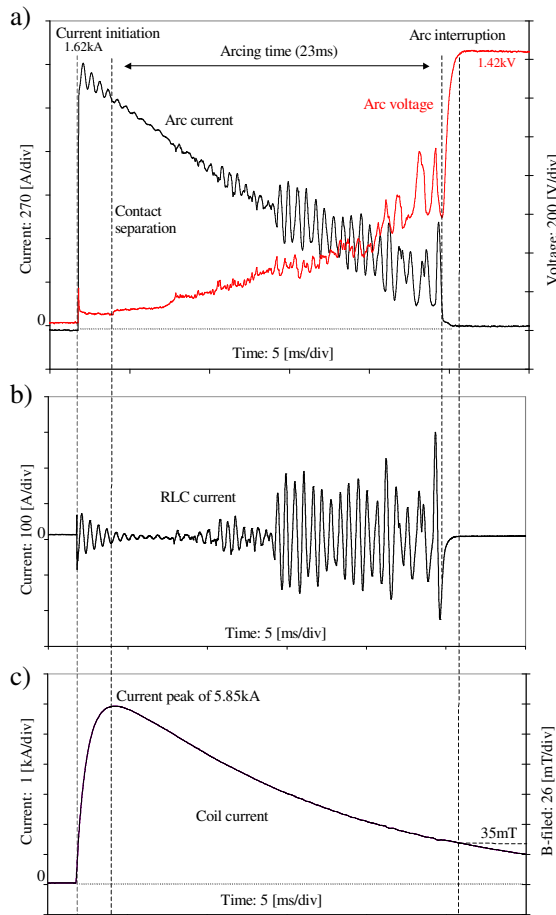 a)
Current initiation
1.62kA
Arcing time (23ms)
Arc interruption
1.42kV
Arc voltage
Arc current
Contact
separation
Current: 270 [A/div]
Voltage: 200 [V/div]
0
Time: 5 [ms/div]
b)
RLC current
Current: 100 [A/div]
0
Time: 5 [ms/div]
c)
Current peak of 5.85kA
Coil current
35mT
Current:  1 [kA/div]
B-filed: 26 [mT/div]
0
Time: 5 [ms/div]